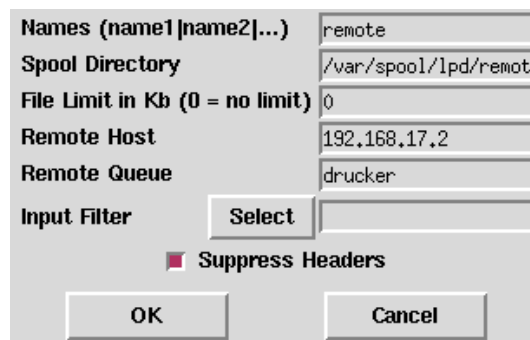 Names (name1|name2|...) remote
Spool Directory /var/spool/lpd/remot
File Limit in Kb (0 = no limit) 0
Remote Host 192.168.17.2
Remote Queue drucker
Input Filter Select
Suppress Headers
OK Cancel